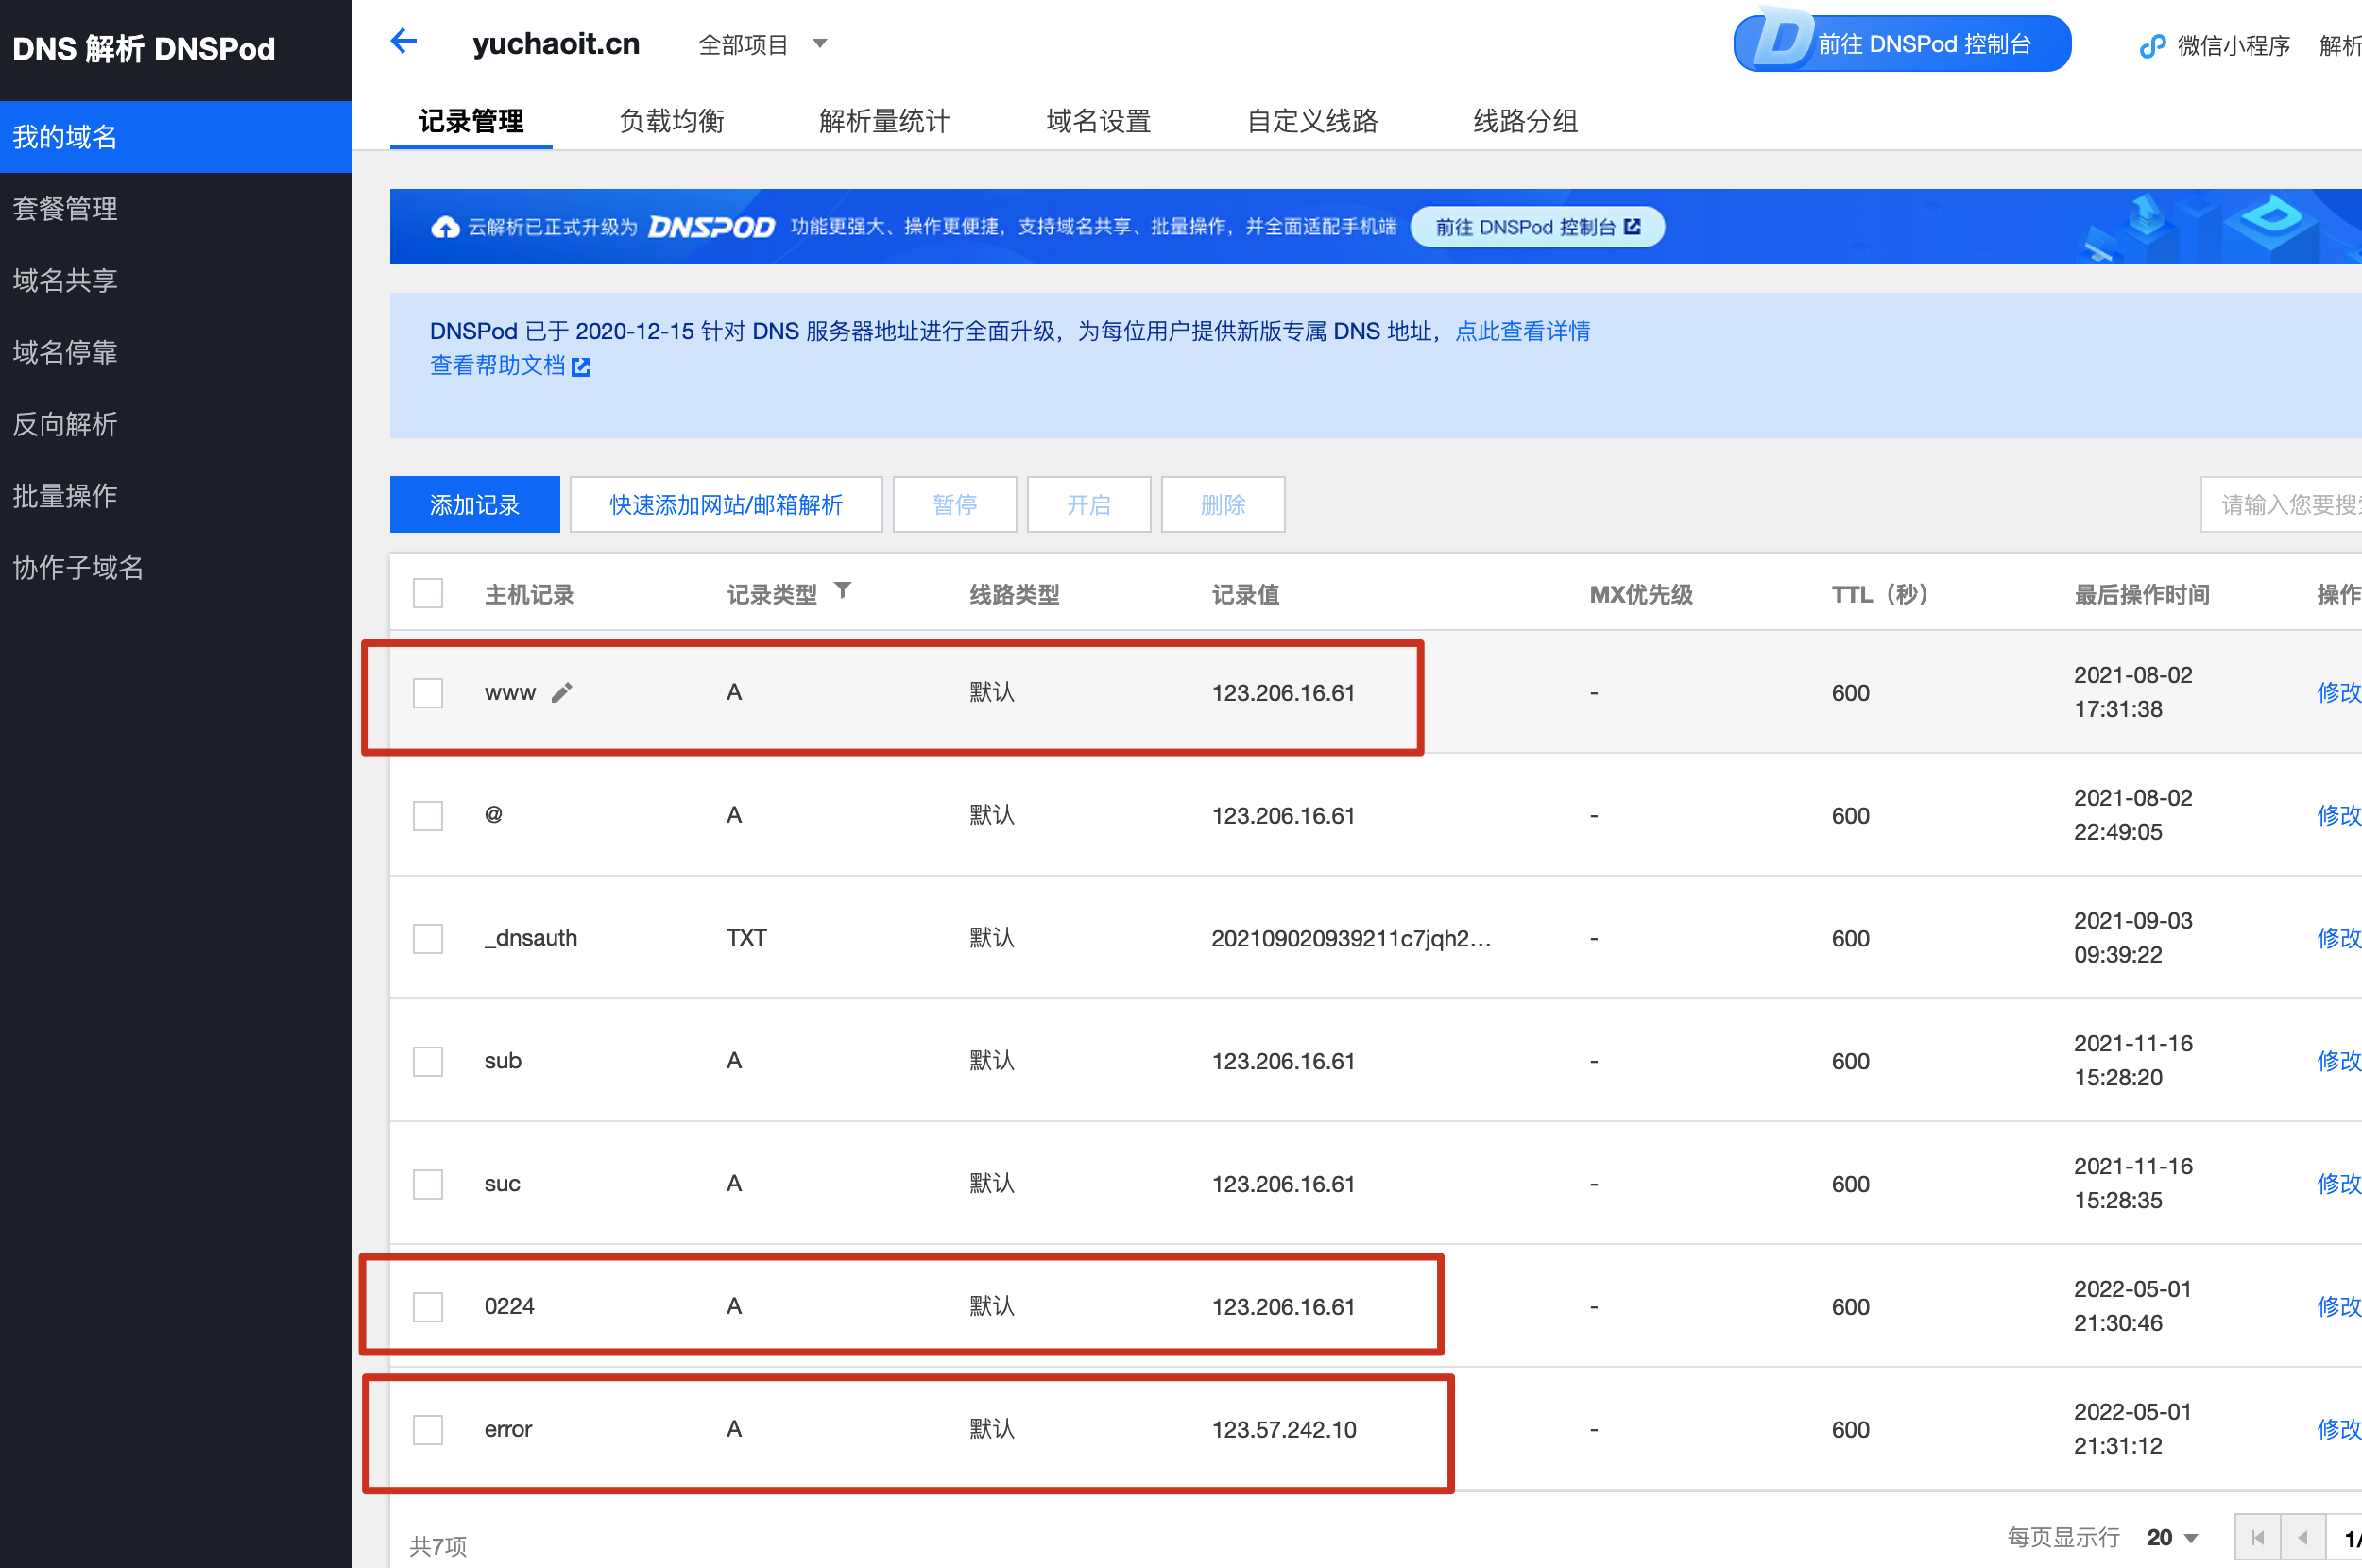 DNS 解析 DNSPod
我的域名
套餐管理
域名共享
域名停靠
反向解析
批量操作
协作子域名
yuchaoit.cn 全部项目
前往 DNSPod 控制台
微信小程序
解析
记录管理 负载均衡 解析量统计 域名设置 自定义线路 线路分组
云解析已正式升级为 DNSPOD 功能更强大、操作更便捷，支持域名共享、批量操作，并全面适配手机端 前往 DNSPod 控制台
DNSPod 已于 2020-12-15 针对 DNS 服务器地址进行全面升级，为每位用户提供新版专属 DNS 地址，点此查看详情
查看帮助文档
添加记录 快速添加网站/邮箱解析 暂停 开启 删除 请输入您要搜
主机记录 记录类型 线路类型 记录值 MX优先级 TTL（秒） 最后操作时间 操作
www A 默认 123.206.16.61 - 600 2021-08-02 17:31:38 修改
@ A 默认 123.206.16.61 - 600 2021-08-02 22:49:05 修改
_dnsauth TXT 默认 202109020939211c7jqh2... - 600 2021-09-03 09:39:22 修改
sub A 默认 123.206.16.61 - 600 2021-11-16 15:28:20 修改
suc A 默认 123.206.16.61 - 600 2021-11-16 15:28:35 修改
0224 A 默认 123.206.16.61 - 600 2022-05-01 21:30:46 修改
error A 默认 123.57.242.10 - 600 2022-05-01 21:31:12 修改
共7项 每页显示行 20 1/